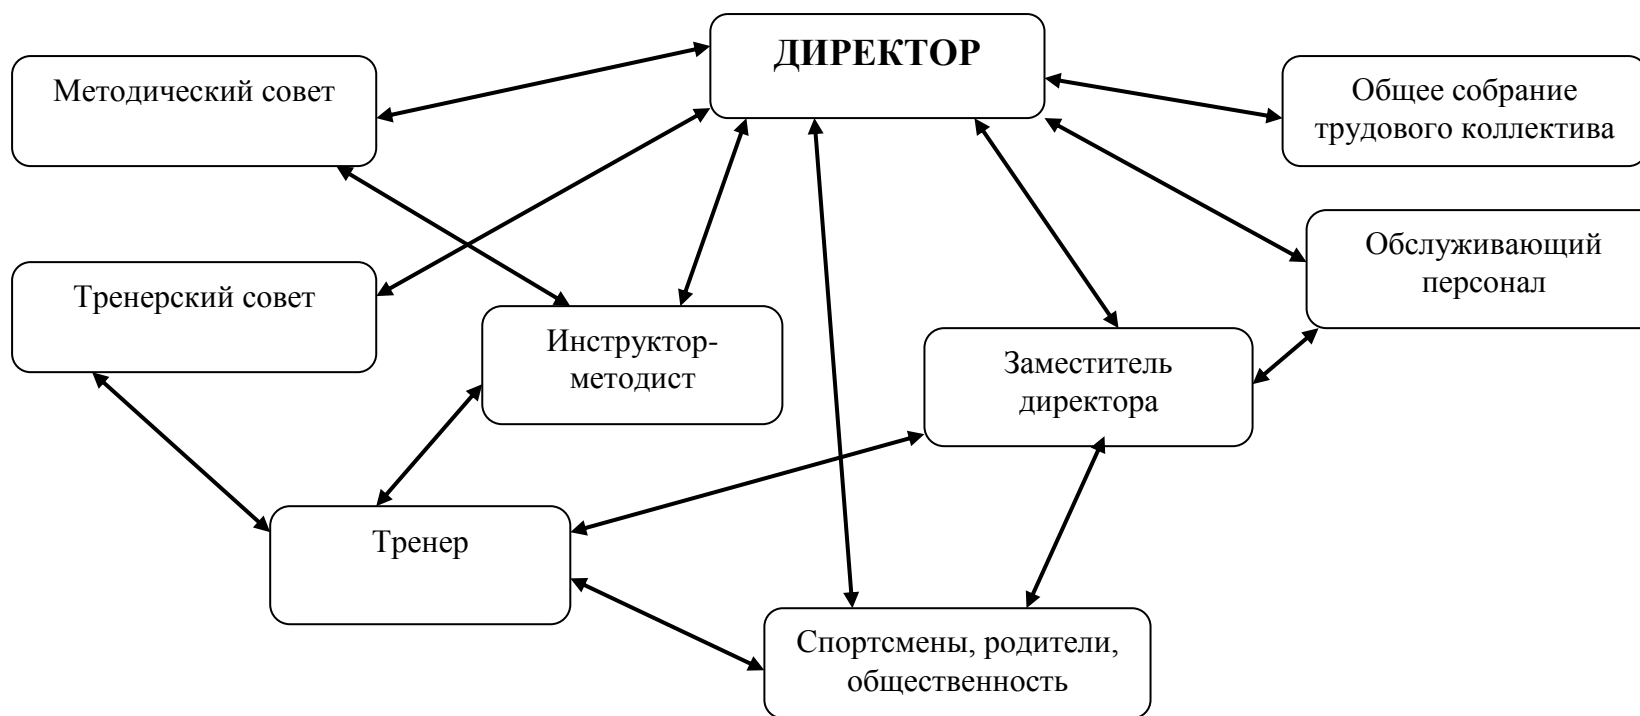 ДИРЕКТОР
Методический совет
Общее собрание
трудового коллектива
Обслуживающий
персонал
Тренерский совет
Инструктор-
методист
Заместитель
директора
Тренер
Спортсмены, родители,
общественность